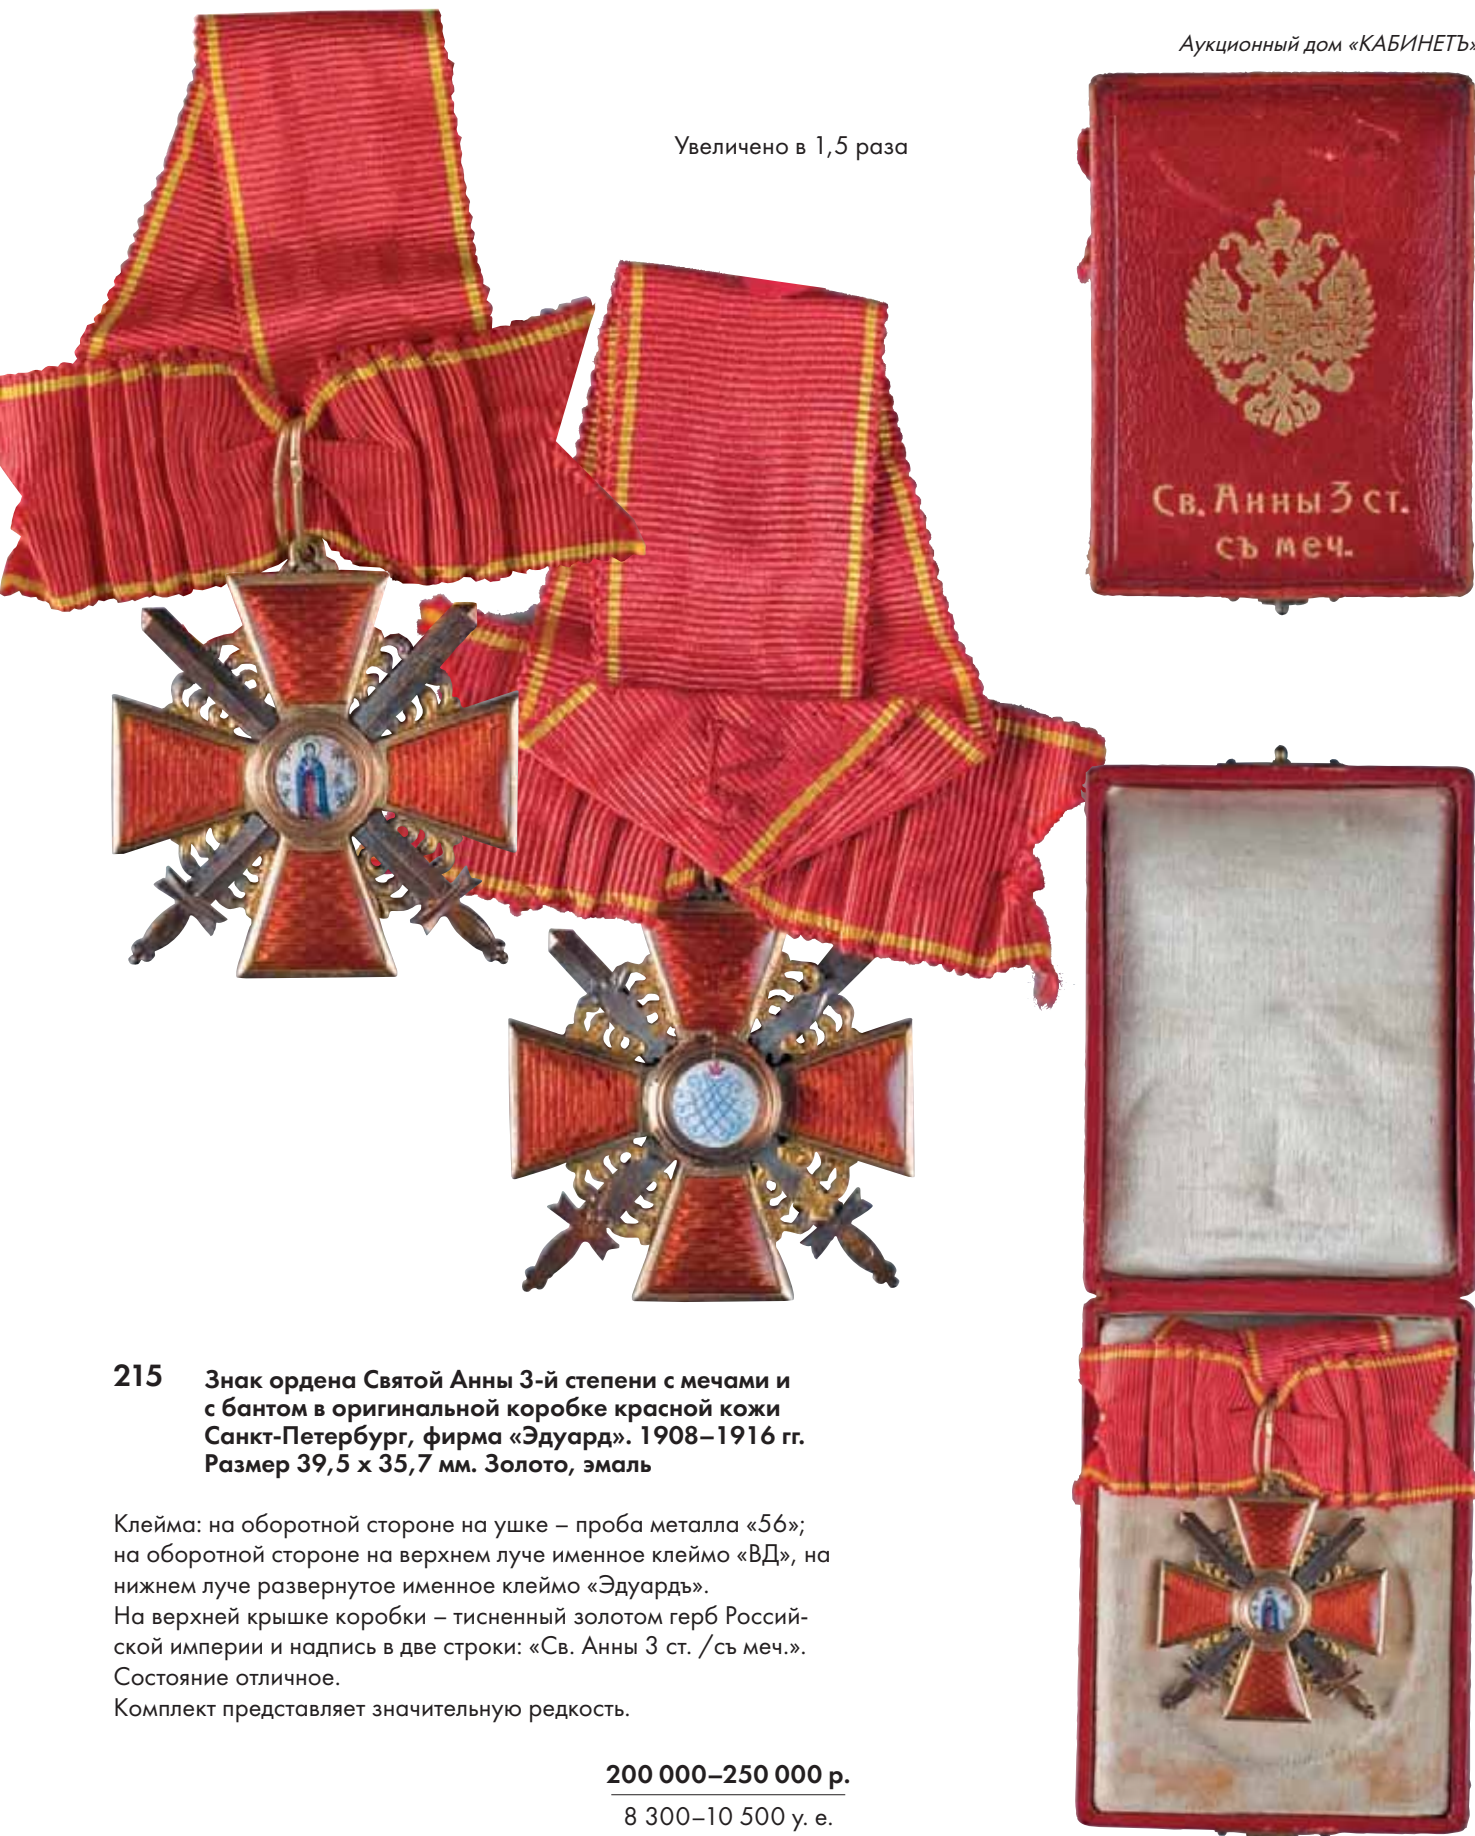 Аукционный дом «КАБИНЕТЪ»
Увеличено в 1,5 раза
Св. Анны 3 ст.
съ меч.
215
Знак ордена Святой Анны 3-й степени с мечами и
с бантом в оригинальной коробке красной кожи
Санкт-Петербург, фирма «Эдуард». 1908–1916 гг.
Размер 39,5 х 35,7 мм. Золото, эмаль
Клейма: на оборотной стороне на ушке – проба металла «56»;
на оборотной стороне на верхнем луче именное клеймо «ВД», на
нижнем луче развернутое именное клеймо «Эдуардъ».
На верхней крышке коробки – тисненный золотом герб Россий-
ской империи и надпись в две строки: «Св. Анны 3 ст. /съ меч.».
Состояние отличное.
Комплект представляет значительную редкость.
200 000–250 000 р.
8 300–10 500 у. е.